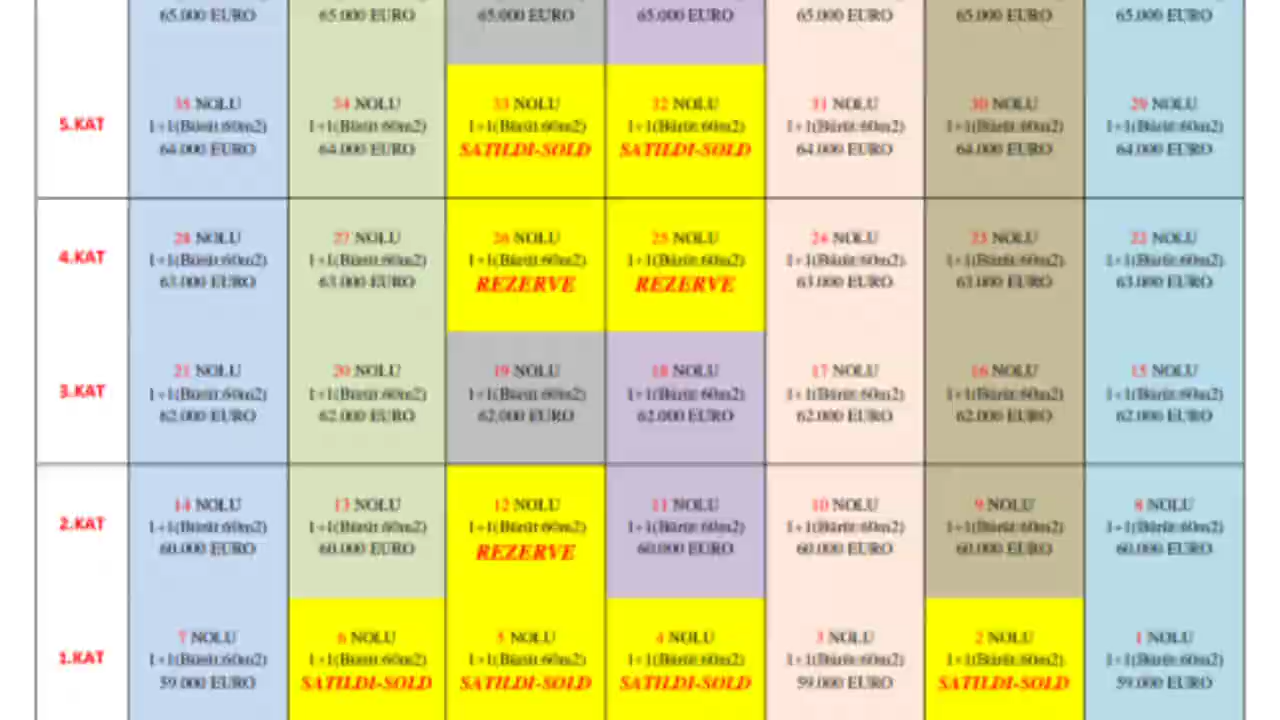 65.000 EURO 65.000 EURO 65.000 EURO 65.000 EURO 65.000 EURO 65.000 EURO 65.000 EURO
35 NOLU 34 NOLU 33 NOLU 32 NOLU 31 NOLU 30 NOLU 29 NOLU
5.KAT 1+1(Bürüt:60m2) 1+1(Bürüt:60m2) 1+1(Bürüt:60m2) 1+1(Bürüt:60m2) 1+1(Bürüt:60m2) 1+1(Bürüt:60m2) 1+1(Bürüt:60m2)
64.000 EURO 64.000 EURO SATILDI-SOLD SATILDI-SOLD 64.000 EURO 64.000 EURO 64.000 EURO
28 NOLU 27 NOLU 26 NOLU 25 NOLU 24 NOLU 23 NOLU 22 NOLU
4.KAT 1+1(Bürüt:60m2) 1+1(Bürüt:60m2) 1+1(Bürüt:60m2) 1+1(Bürüt:60m2) 1+1(Bürüt:60m2) 1+1(Bürüt:60m2) 1+1(Bürüt:60m2)
63.000 EURO 63.000 EURO REZERVE REZERVE 63.000 EURO 63.000 EURO 63.000 EURO
21 NOLU 20 NOLU 19 NOLU 18 NOLU 17 NOLU 16 NOLU 15 NOLU
3.KAT 1+1(Bürüt:60m2) 1+1(Bürüt:60m2) 1+1(Bürüt:60m2) 1+1(Bürüt:60m2) 1+1(Bürüt:60m2) 1+1(Bürüt:60m2) 1+1(Bürüt:60m2)
62.000 EURO 62.000 EURO 62.000 EURO 62.000 EURO 62.000 EURO 62.000 EURO 62.000 EURO
14 NOLU 13 NOLU 12 NOLU 11 NOLU 10 NOLU 9 NOLU 8 NOLU
2.KAT 1+1(Bürüt:60m2) 1+1(Bürüt:60m2) 1+1(Bürüt:60m2) 1+1(Bürüt:60m2) 1+1(Bürüt:60m2) 1+1(Bürüt:60m2) 1+1(Bürüt:60m2)
60.000 EURO 60.000 EURO REZERVE 60.000 EURO 60.000 EURO 60.000 EURO 60.000 EURO
7 NOLU 6 NOLU 5 NOLU 4 NOLU 3 NOLU 2 NOLU 1 NOLU
1.KAT 1+1(Bürüt:60m2) 1+1(Bürüt:60m2) 1+1(Bürüt:60m2) 1+1(Bürüt:60m2) 1+1(Bürüt:60m2) 1+1(Bürüt:60m2) 1+1(Bürüt:60m2)
59.000 EURO SATILDI-SOLD SATILDI-SOLD SATILDI-SOLD 59.000 EURO SATILDI-SOLD 59.000 EURO